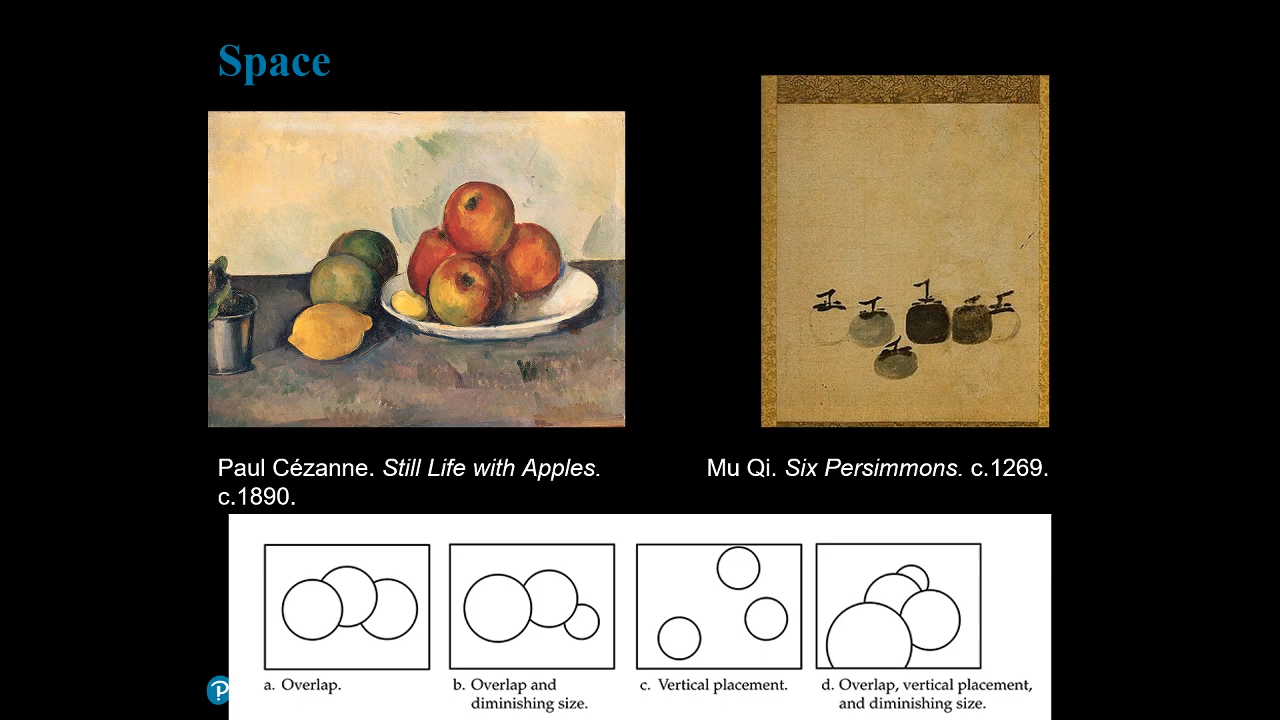 Space
Paul Cézanne. Still Life with Apples.
c.1890.
Mu Qi. Six Persimmons. c.1269.
a. Overlap.
b. Overlap and
diminishing size.
c. Vertical placement.
d. Overlap, vertical placement,
and diminishing size.
P